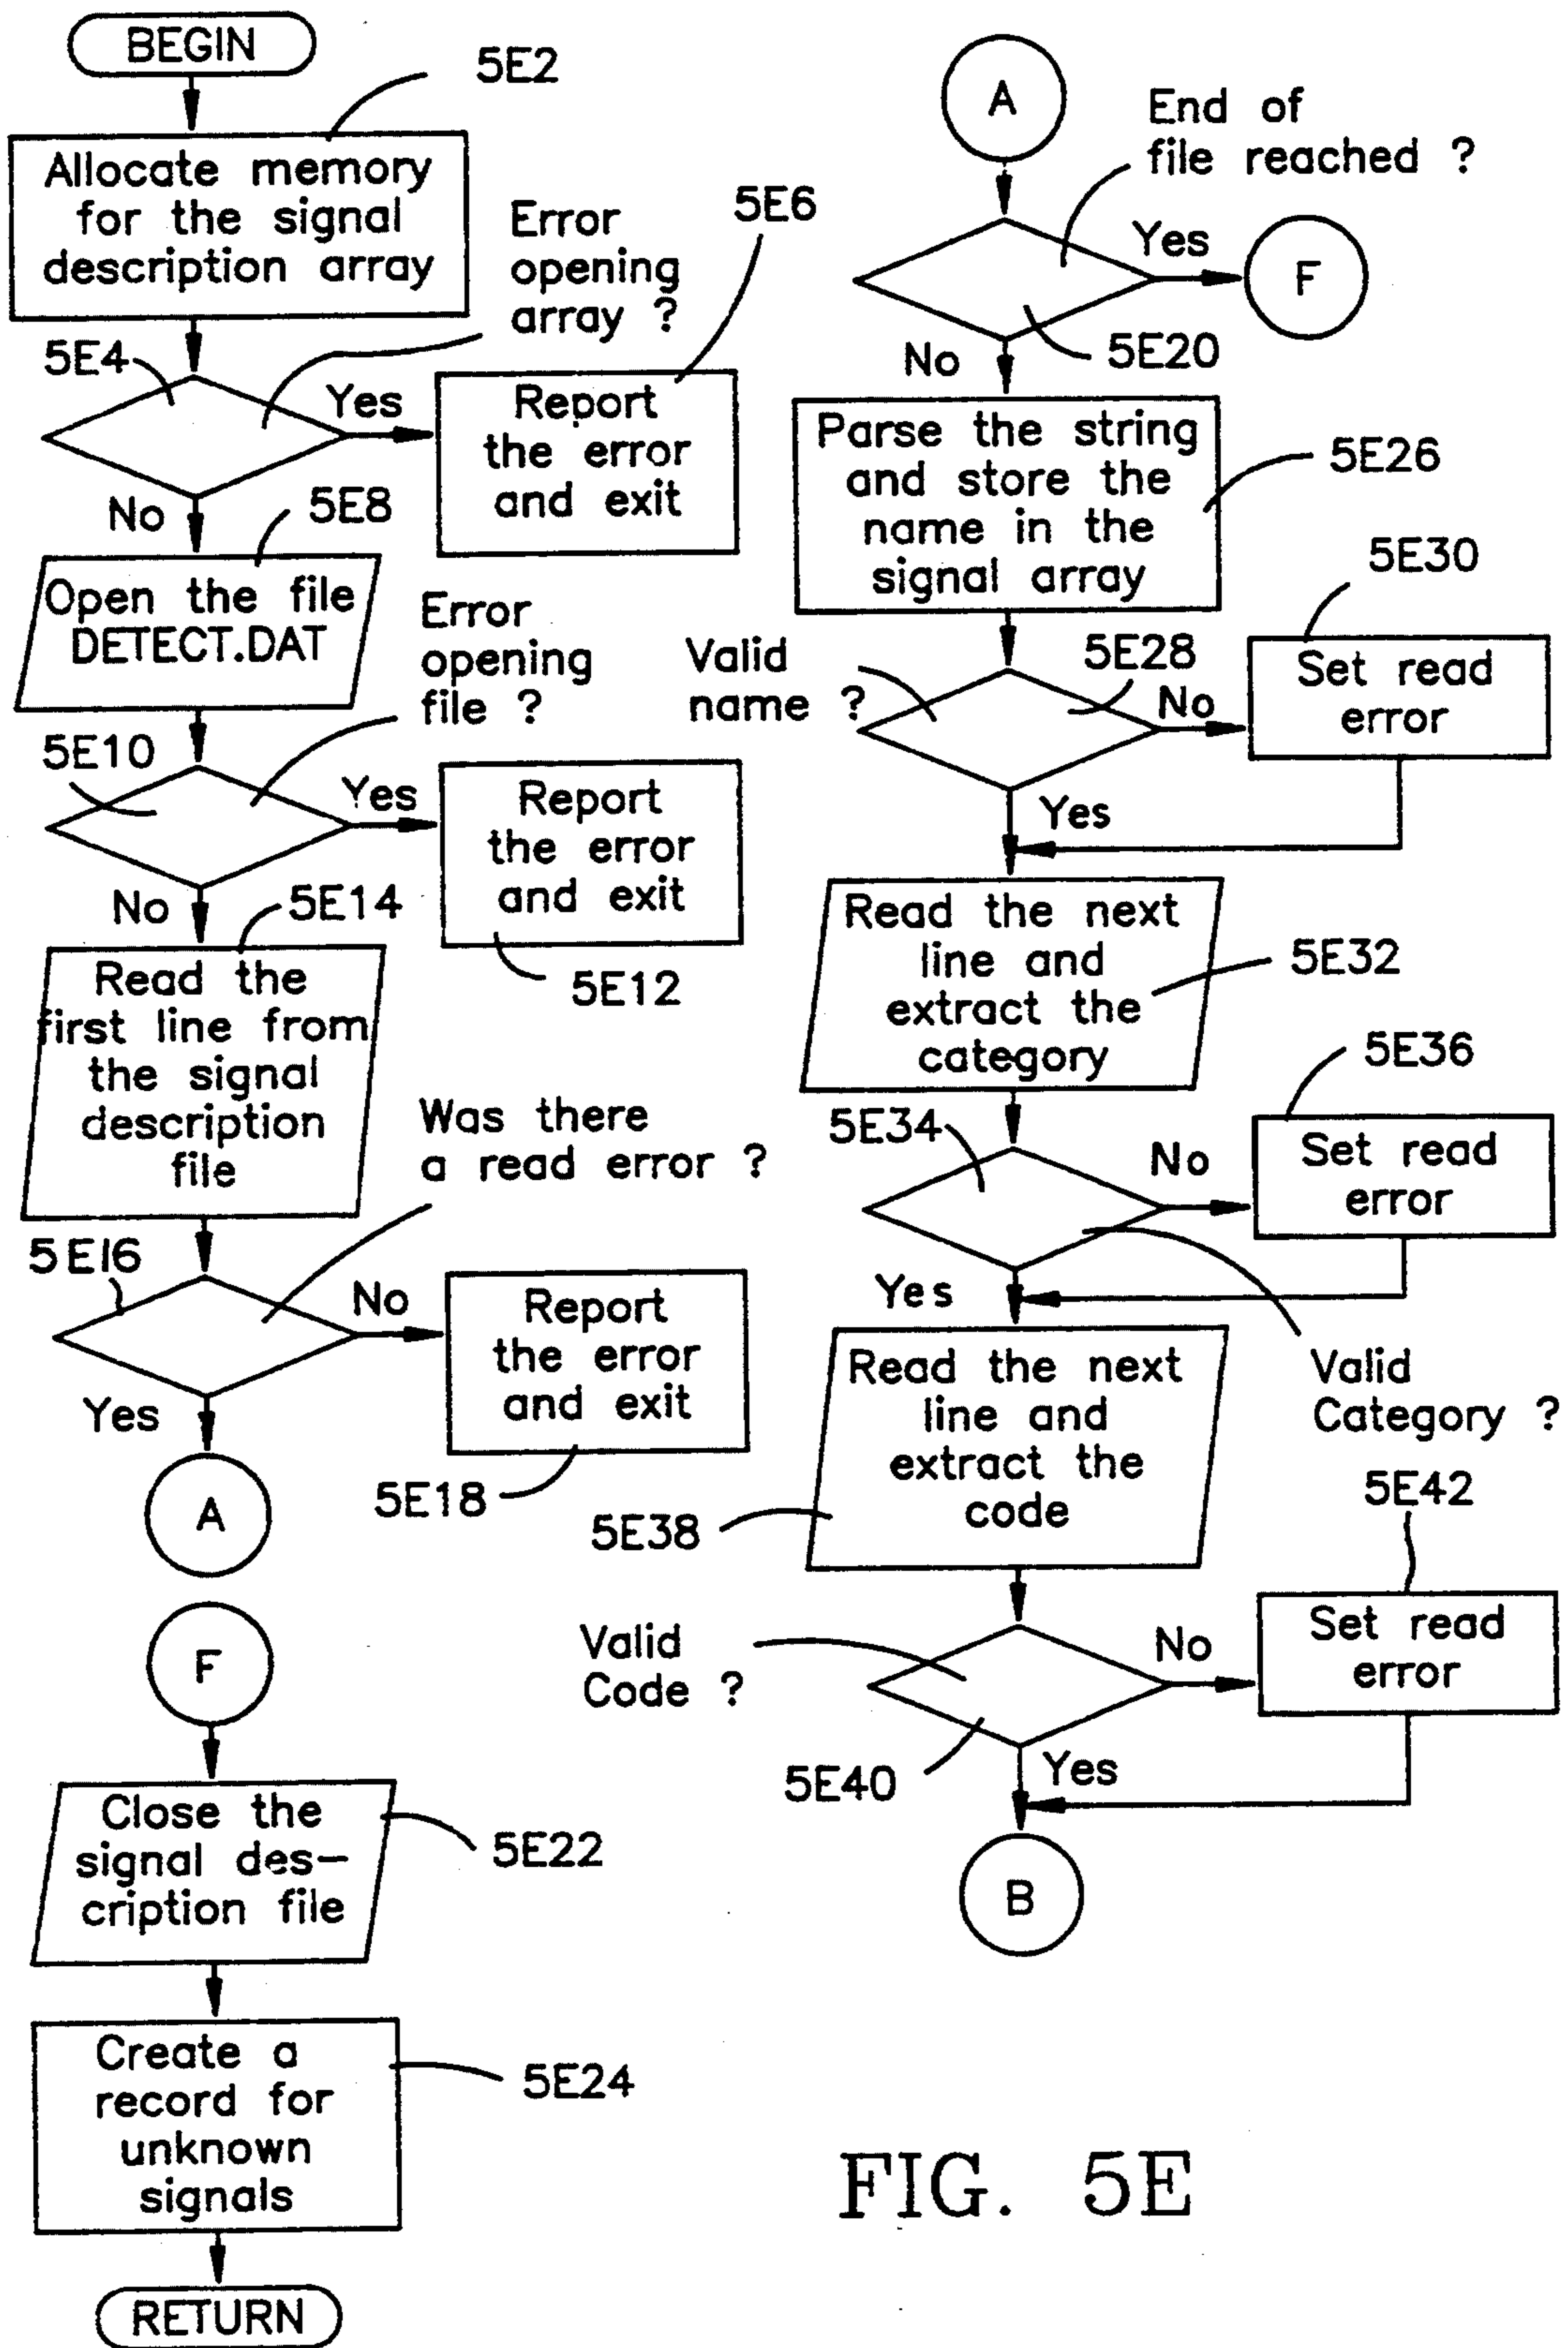 BEGIN
5E2
Allocate memory
for the signal
description array
Error
opening
array ?
5E6
5E4
Yes
Report
the error
and exit
No
5E8
Open the file
DETECT.DAT
Error
opening
file ?
5E10
Yes
Report
the error
and exit
5E12
No
5E14
Read the
first line from
the signal
description
file
Was there
a read error ?
5E16
No
Report
the error
and exit
5E18
Yes
A
F
Close the
signal des-
cription file
5E22
Create a
record for
unknown
signals
5E24
RETURN
A
End of
file reached ?
Yes
F
5E20
No
Parse the string
and store the
name in the
signal array
5E26
5E30
Valid
name ?
5E28
No
Set read
error
Yes
Read the next
line and
extract the
category
5E32
5E36
5E34
No
Set read
error
Yes
Valid
Category ?
Read the next
line and
extract the
code
5E38
5E42
Valid
Code ?
No
Set read
error
5E40
Yes
B
FIG. 5E